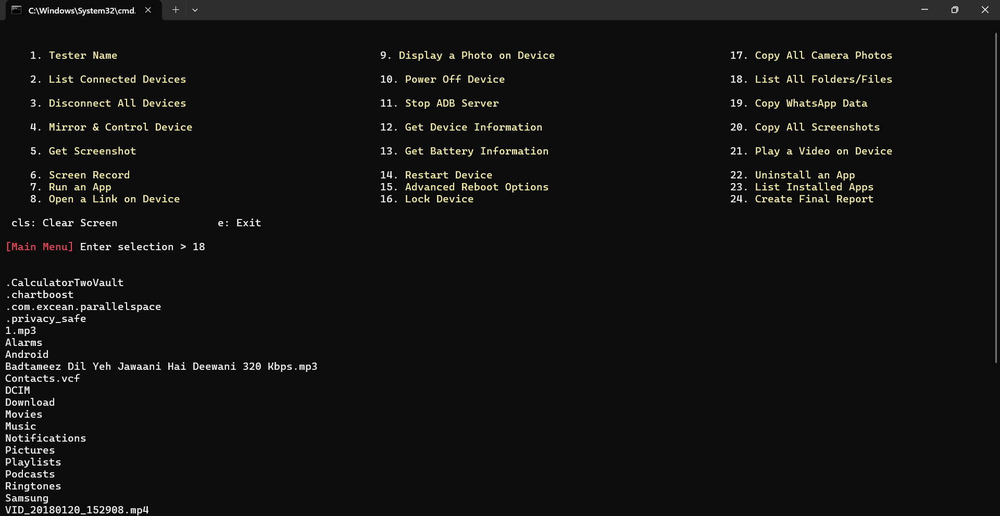 C:\Windows\System32\cmd.
1. Tester Name 9. Display a Photo on Device 17. Copy All Camera Photos
2. List Connected Devices 10. Power Off Device 18. List All Folders/Files
3. Disconnect All Devices 11. Stop ADB Server 19. Copy WhatsApp Data
4. Mirror & Control Device 12. Get Device Information 20. Copy All Screenshots
5. Get Screenshot 13. Get Battery Information 21. Play a Video on Device
6. Screen Record 14. Restart Device 22. Uninstall an App
7. Run an App 15. Advanced Reboot Options 23. List Installed Apps
8. Open a Link on Device 16. Lock Device 24. Create Final Report
cls: Clear Screen e: Exit
[Main Menu] Enter selection > 18
.CalculatorTwoVault
.chartboost
.com.excean.parallelspace
.privacy_safe
1.mp3
Alarms
Android
Badtameez Dil Yeh Jawaani Hai Deewani 320 Kbps.mp3
Contacts.vcf
DCIM
Download
Movies
Music
Notifications
Pictures
Playlists
Podcasts
Ringtones
Samsung
VID_20180120_152908.mp4